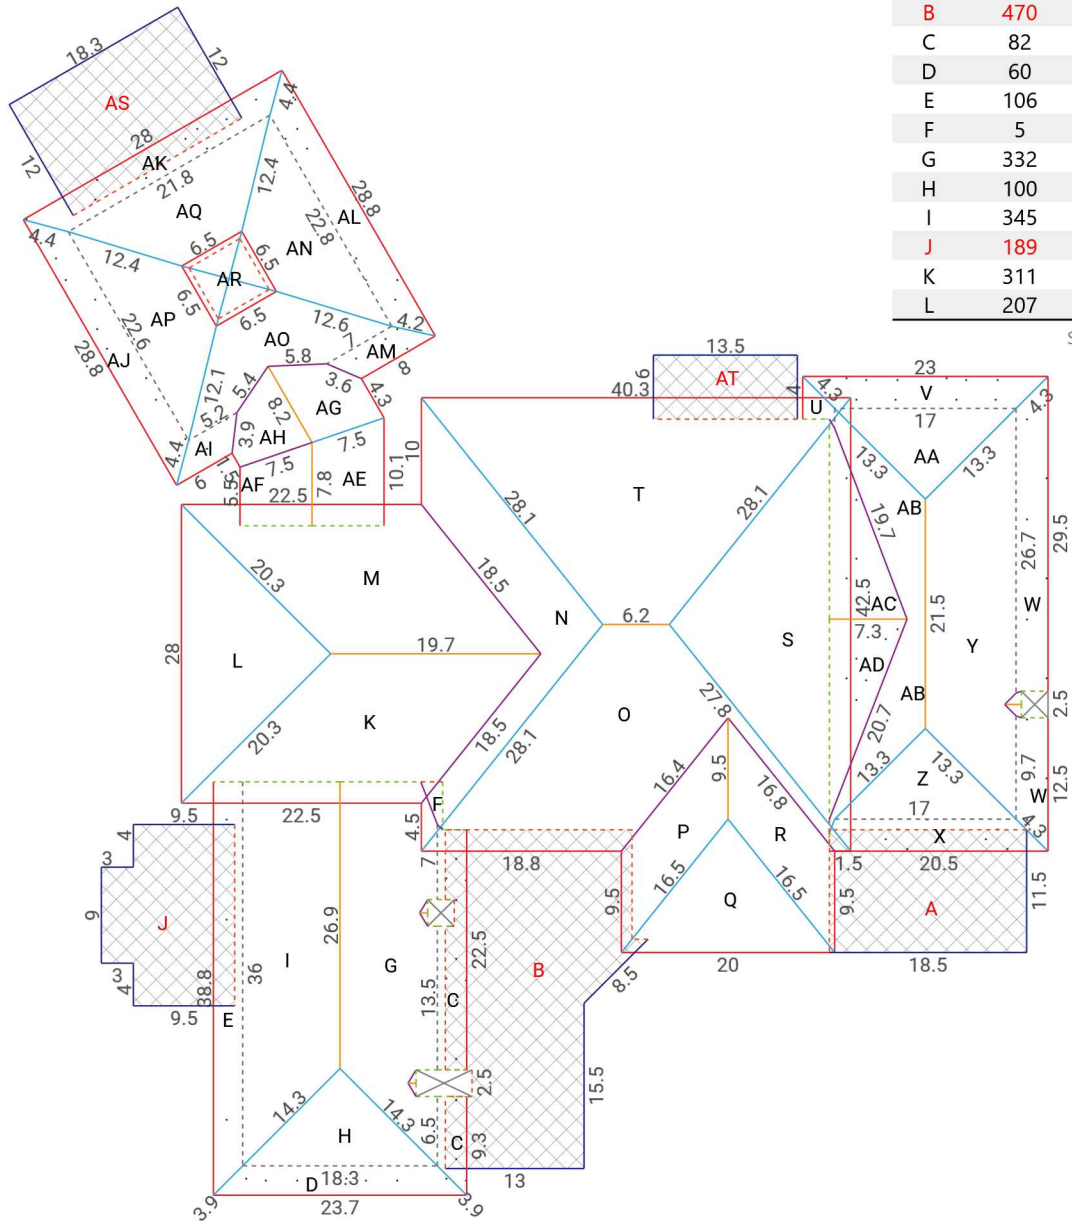 B 470
C 82
D 60
E 106
F 5
G 332
H 100
I 345
J 189
K 311
L 207
S
18.3
12
AS
12
28
AK
21.8
AQ
4.4
12.4
28.8
AL
22.8
AN
4.4
12.4
6.5
6.5
AR
6.5
6.5
AP
22.6
AJ
28.8
AO
12.6
4.2
7
AM
8
12.1
5.8
3.6
4.3
5.4
8.2
AG
5.2
3.9
AH
7.5
AI
4.4
6
1.5
7.5
AF
5.5
22.5
7.8
AE
10.1
10
13.5
6
AT
40.3
4
U
4.3
23
V
4.3
17
AA
T
28.1
28.1
13.3
13.3
AB
19.7
26.7
29.5
20.3
M
18.5
L
28
19.7
N
6.2
42.5
AC
7.3
21.5
W
Y
S
AD
K
O
20.3
18.5
28.1
27.8
AB
20.7
2.5
16.4
9.5
16.8
13.3
13.3
Z
9.7
W
12.5
17
4.3
9.5
22.5
F
4.5
7
18.8
P
R
X
1.5
20.5
4
3
9
J
3
4
9.5
38.8
E
36
I
26.9
G
22.5
13.5
C
B
9.5
16.5
Q
16.5
9.5
A
11.5
20
18.5
8.5
15.5
2.5
14.3
14.3
H
6.5
C
9.3
13
D
18.3
23.7
3.9
3.9